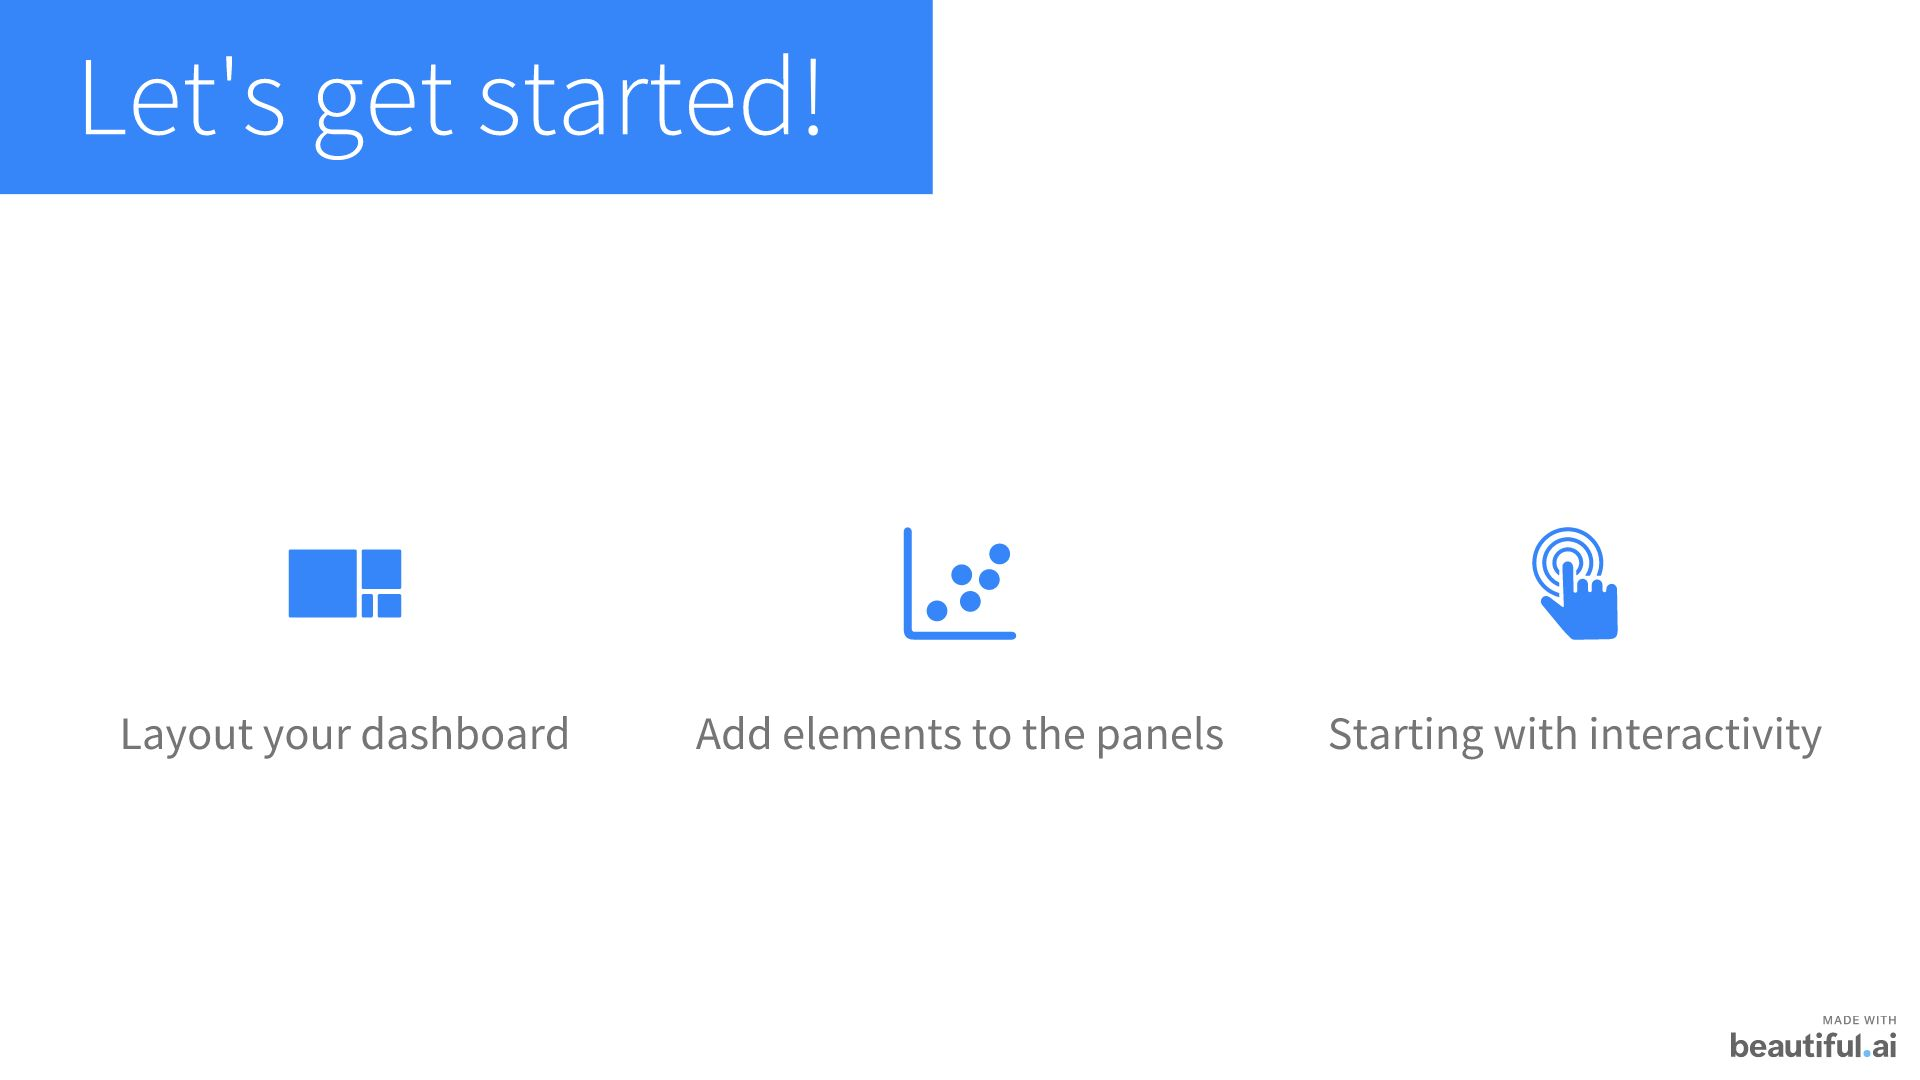 Let's get started!
Layout your dashboard
Add elements to the panels
Starting with interactivity
MADE WITH
beautiful.ai